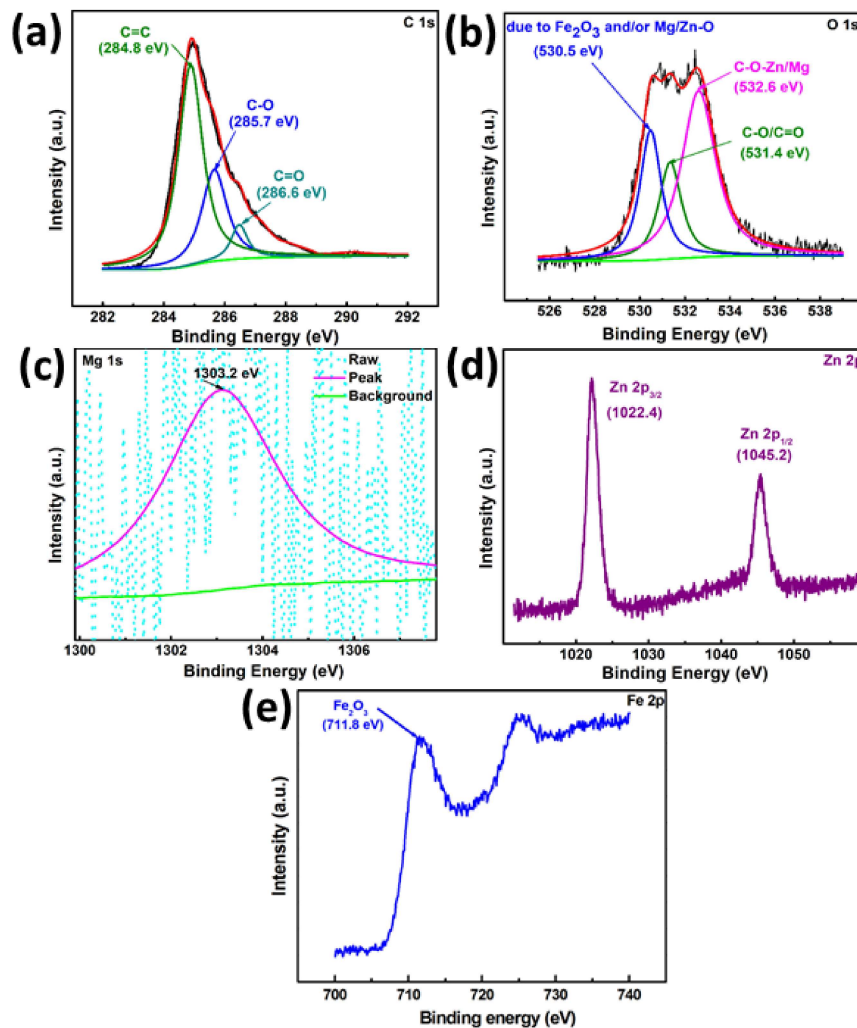 (a)
C 1s
C=C
(284.8 eV)
C-O
(285.7 eV)
C=O
(286.6 eV)
Intensity (a.u.)
282 284 286 288 290 292
Binding Energy (eV)
(b)
O 1s
due to Fe2O3 and/or Mg/Zn-O
(530.5 eV)
C-O-Zn/Mg
(532.6 eV)
C-O/C=O
(531.4 eV)
Intensity (a.u.)
526 528 530 532 534 536 538
Binding Energy (eV)
(c)
Mg 1s
1303.2 eV
Raw
Peak
Background
Intensity (a.u.)
1300 1302 1304 1306
Binding Energy (eV)
(d)
Zn 2p
Zn 2p3/2
(1022.4)
Zn 2p1/2
(1045.2)
Intensity (a.u.)
1020 1030 1040 1050
Binding Energy (eV)
(e)
Fe 2p
Fe2O3
(711.8 eV)
Intensity (a.u.)
700 710 720 730 740
Binding energy (eV)